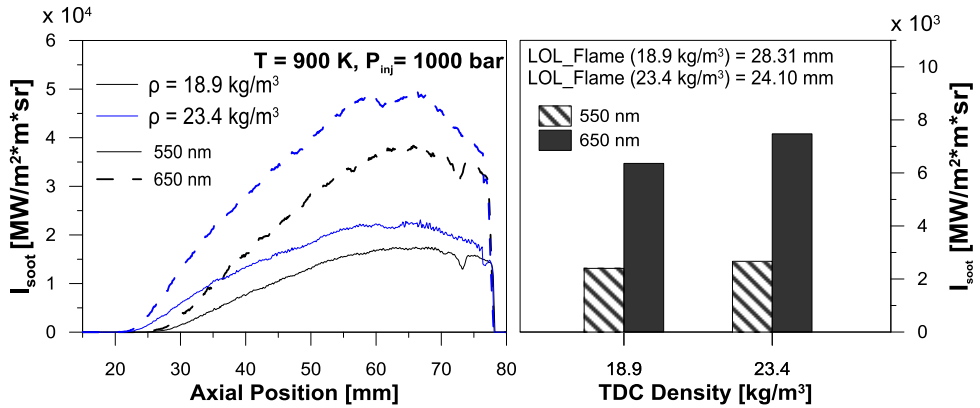 x 10⁴
I_soot [MW/m²*m*sr]
6
5
4
3
2
1
0
T = 900 K, P_inj= 1000 bar
ρ = 18.9 kg/m³
ρ = 23.4 kg/m³
550 nm
650 nm
20 30 40 50 60 70 80
Axial Position [mm]
x 10³
LOL_Flame (18.9 kg/m³) = 28.31 mm
LOL_Flame (23.4 kg/m³) = 24.10 mm
550 nm
650 nm
10
8
6
4
2
0
I_soot [MW/m²*m*sr]
18.9 23.4
TDC Density [kg/m³]